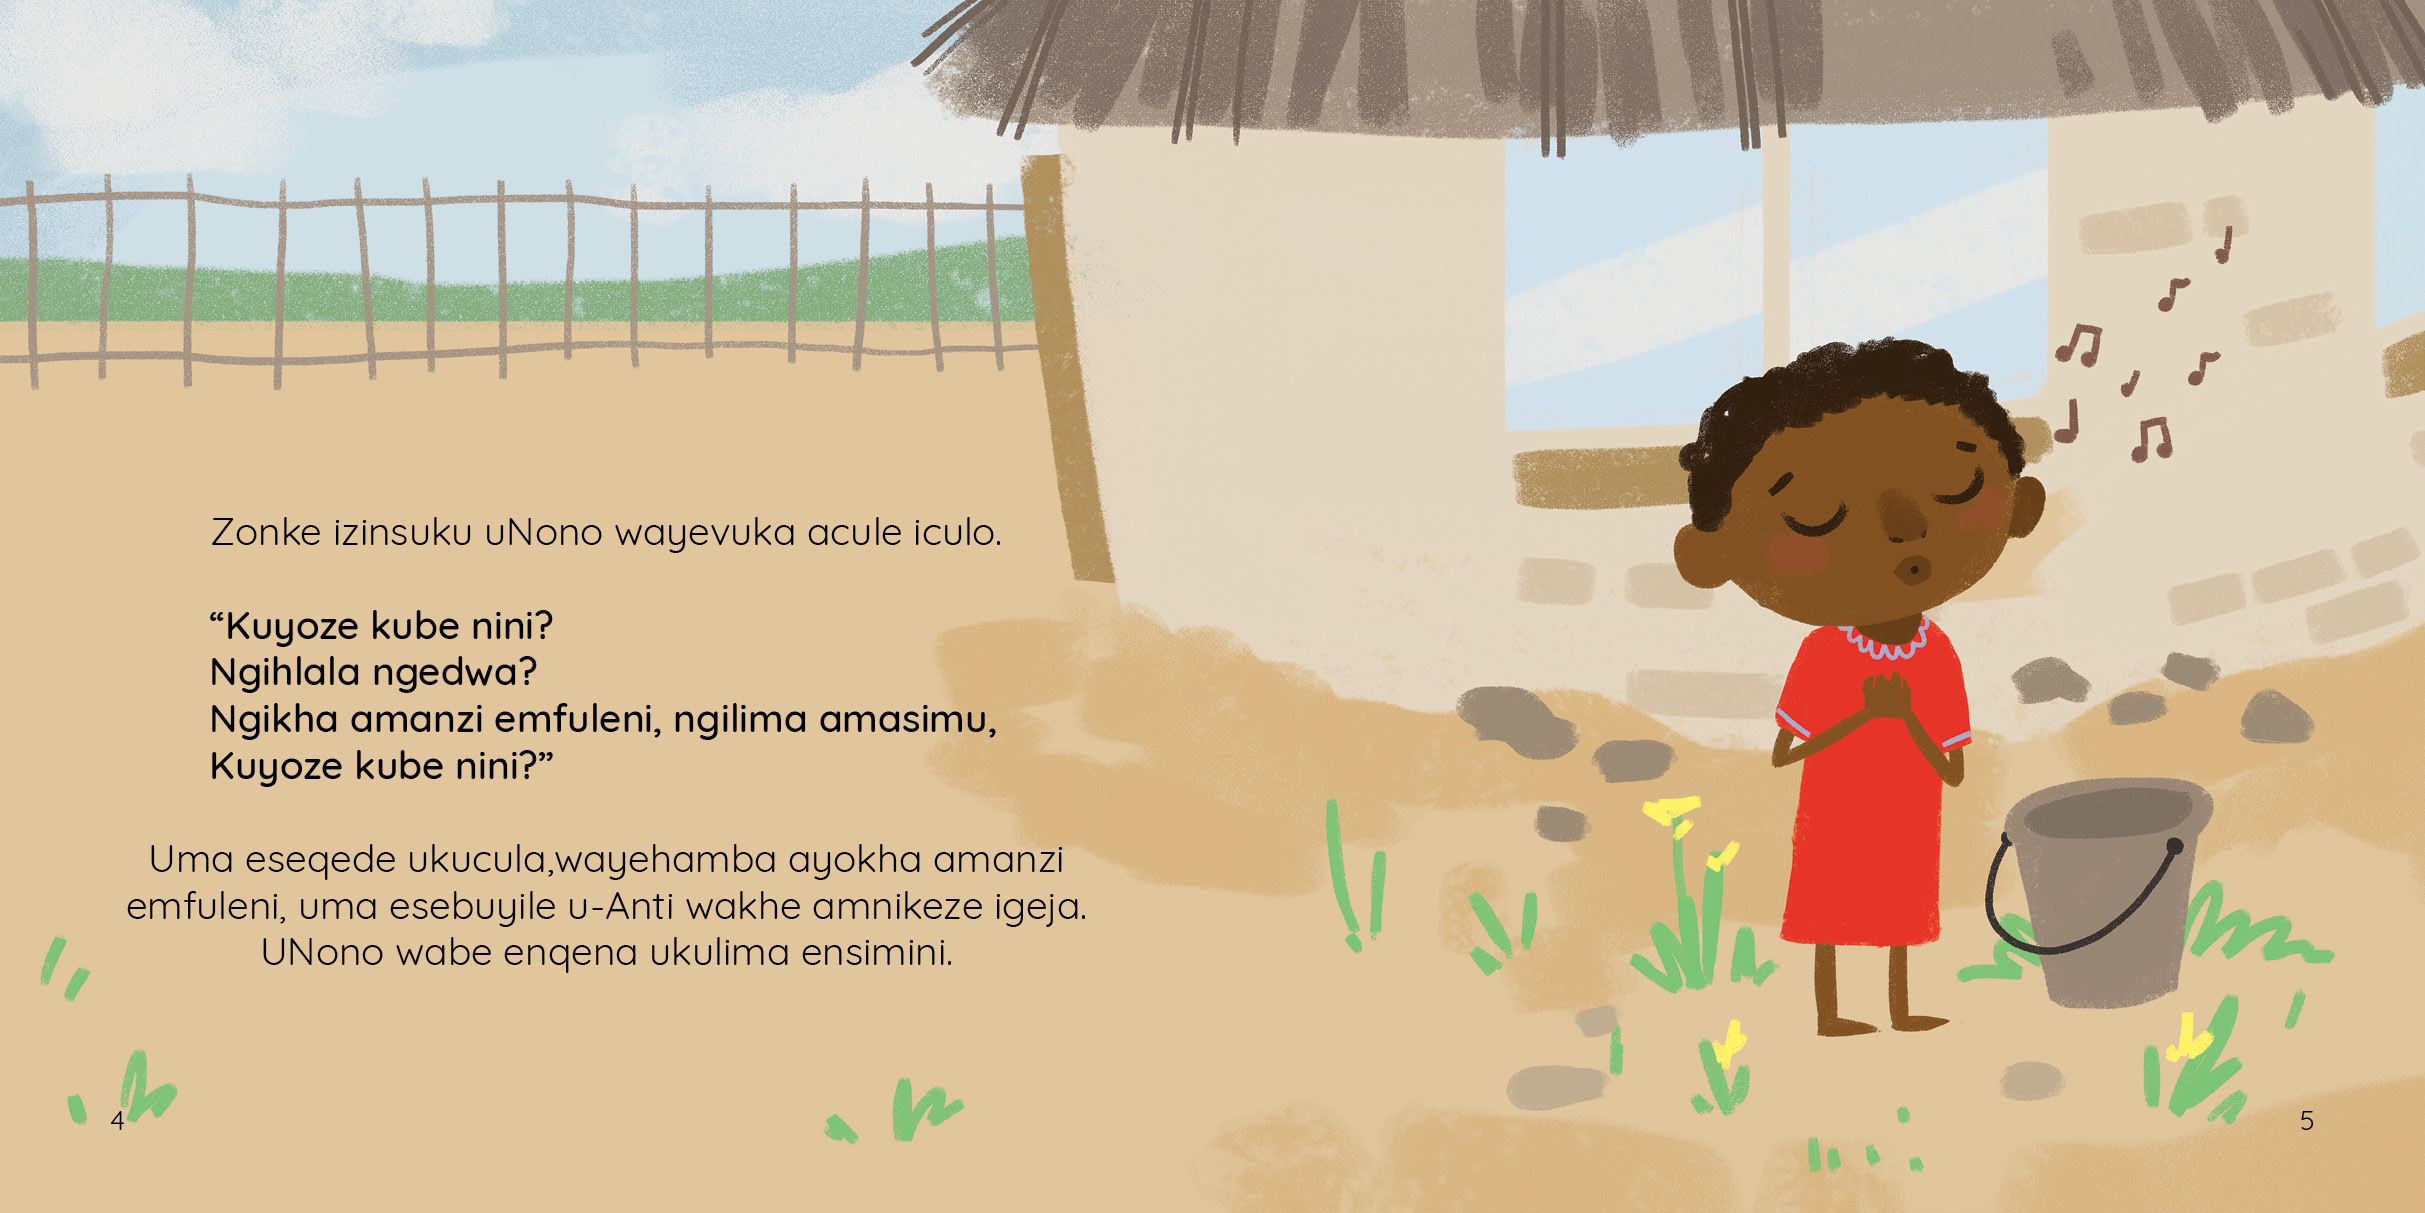 Zonke izinsuku uNono wayevuka acule iculo.
“Kuyoze kube nini?
Ngihlala ngedwa?
Ngikha amanzi emfuleni, ngilima amasimu,
Kuyoze kube nini?”
Uma eseqede ukucula,wayehamba ayokha amanzi
emfuleni, uma esebuyile u-Anti wakhe amnikeze igeja.
UNono wabe enqena ukulima ensimini.
4
5